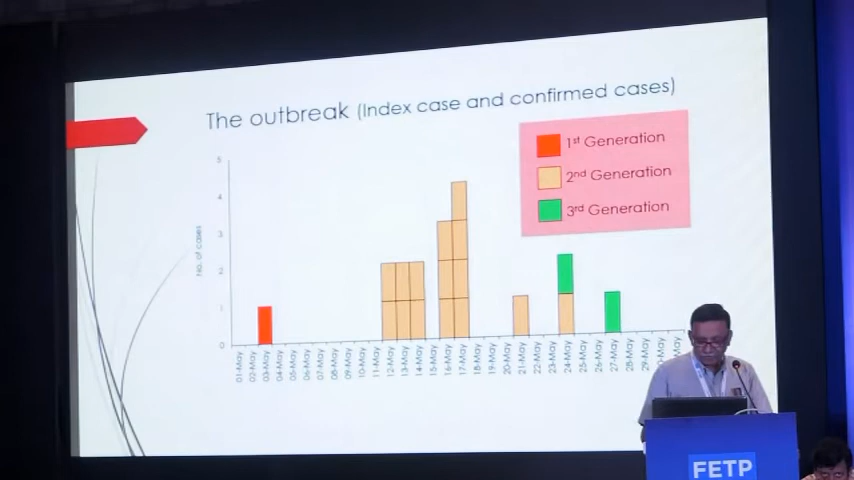 The outbreak (Index case and confirmed cases)
1st Generation
2nd Generation
3rd Generation
No. of cases
5
4
3
2
1
0
01-May
02-May
03-May
04-May
05-May
06-May
07-May
08-May
09-May
10-May
11-May
12-May
13-May
14-May
15-May
16-May
17-May
18-May
19-May
20-May
21-May
22-May
23-May
24-May
25-May
26-May
27-May
28-May
29-May
FETP